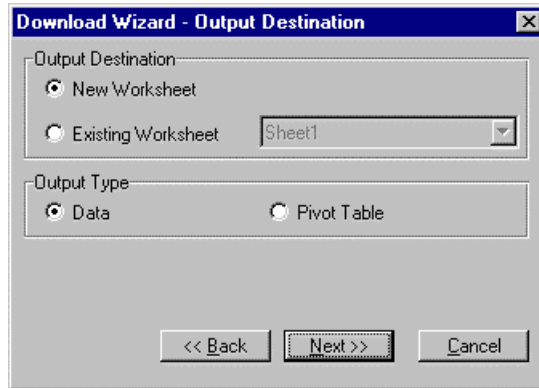 Download Wizard - Output Destination
Output Destination
New Worksheet
Existing Worksheet Sheet1
Output Type
Data Pivot Table
<< Back Next >> Cancel